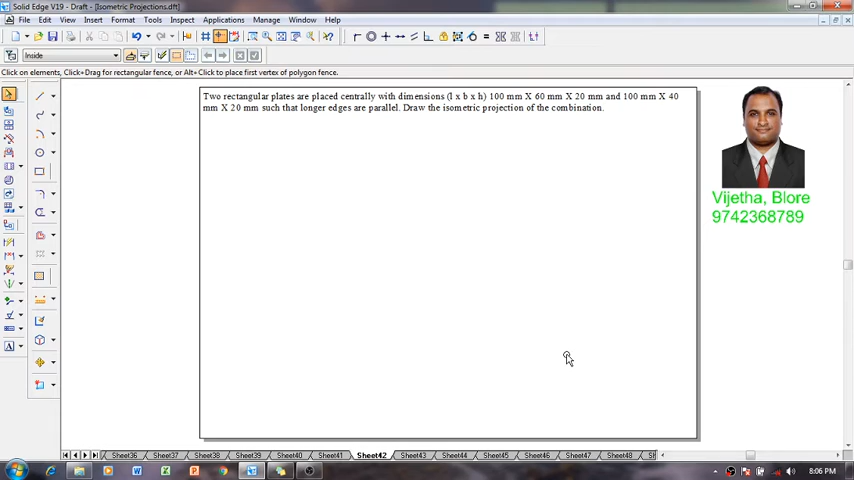 Solid Edge V19 - Draft - [Isometric Projections.dft]
File Edit View Insert Format Tools Inspect Applications Manage Window Help
Inside
Click on elements, Click+Drag for rectangular fence, or Alt+Click to place first vertex of polygon fence.
Two rectangular plates are placed centrally with dimensions (l x b x h) 100 mm X 60 mm X 20 mm and 100 mm X 40
mm X 20 mm such that longer edges are parallel. Draw the isometric projection of the combination.
Vijetha, Blore
9742368789
Sheet36 Sheet37 Sheet38 Sheet39 Sheet40 Sheet41 Sheet42 Sheet43 Sheet44 Sheet45 Sheet46 Sheet47 Sheet48 Sh
8:06 PM